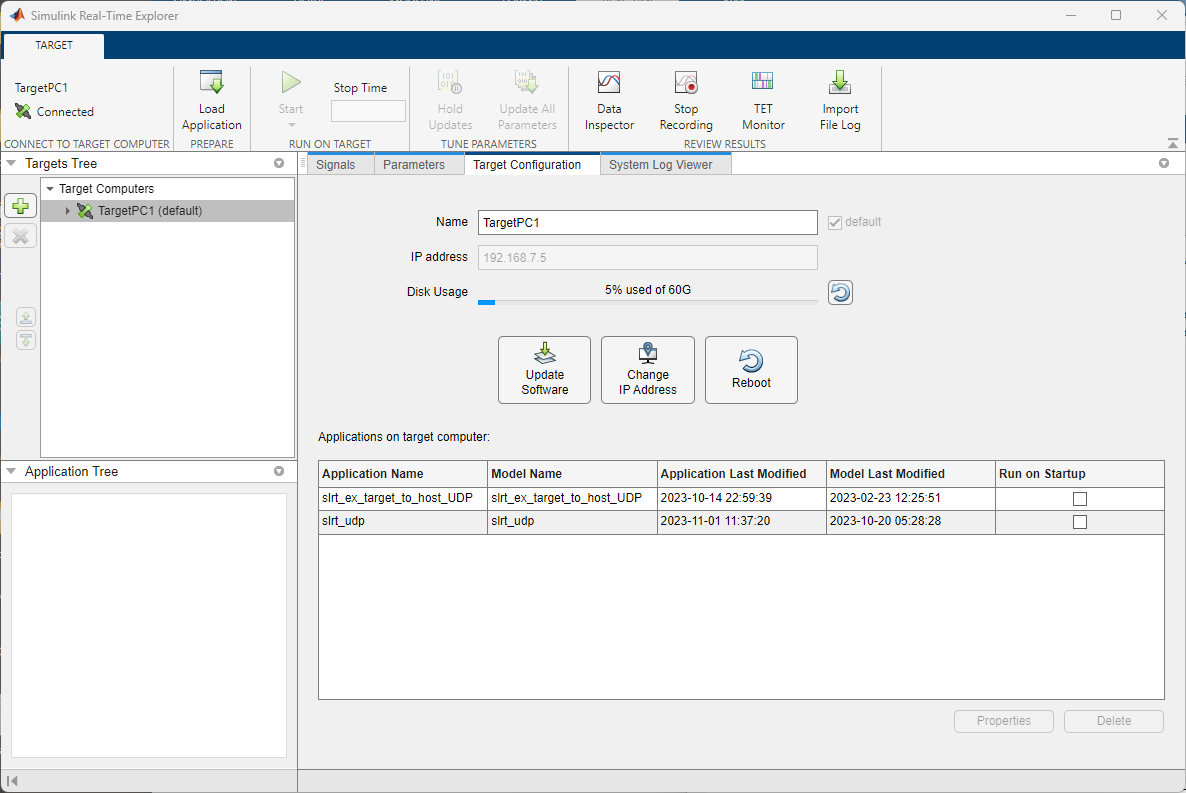 Simulink Real-Time Explorer
TARGET
TargetPC1
Connected
CONNECT TO TARGET COMPUTER
Load
Application
PREPARE
Start
Stop Time
RUN ON TARGET
Hold
Updates
Update All
Parameters
TUNE PARAMETERS
Data
Inspector
Stop
Recording
TET
Monitor
Import
File Log
REVIEW RESULTS
Targets Tree
Target Computers
TargetPC1 (default)
Application Tree
Signals
Parameters
Target Configuration
System Log Viewer
Name
TargetPC1
default
IP address
192.168.7.5
Disk Usage
5% used of 60G
Update
Software
Change
IP Address
Reboot
Applications on target computer:
Application Name Model Name Application Last Modified Model Last Modified Run on Startup
slrt_ex_target_to_host_UDP slrt_ex_target_to_host_UDP 2023-10-14 22:59:39 2023-02-23 12:25:51
slrt_udp slrt_udp 2023-11-01 11:37:20 2023-10-20 05:28:28
Properties
Delete